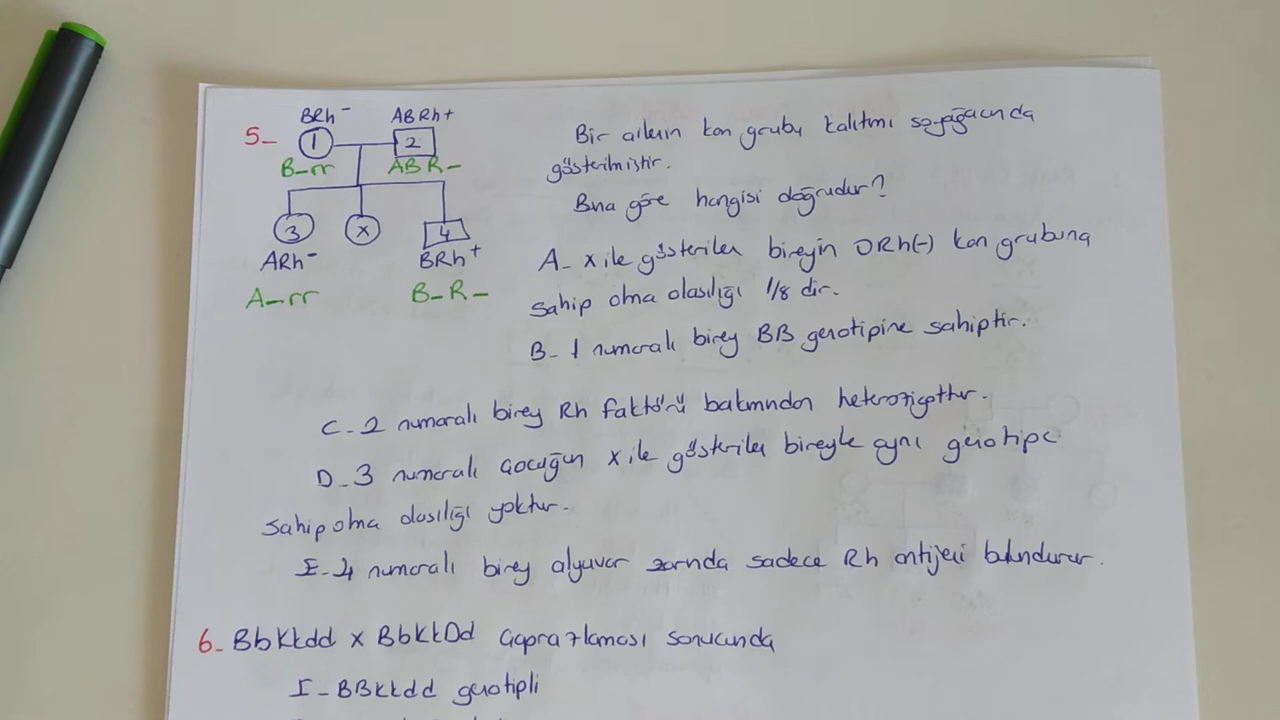 5-
BRh- ABRh+
1 2
B-rr ABR-
3 x 4
ARh- BRh+
A-rr B-R-
Bir ailenin kan grubu kalıtımı soyağacında
gösterilmiştir.
Buna göre hangisi doğrudur?
A- x ile gösterilen bireyin ORh(-) kan grubuna
sahip olma olasılığı 1/8 dir.
B- 1 numaralı birey BB genotipine sahiptir.
C- 2 numaralı birey Rh faktörü bakımından heterozigottur.
D- 3 numaralı çocuğun x ile gösterilen bireyle aynı genotipe
sahip olma olasılığı yoktur.
E- 4 numaralı birey alyuvar zarında sadece Rh antijeni bulundurur.
6- BbKkdd x BbKkDd çaprazlaması sonucunda
I- BBkkdd genotipli